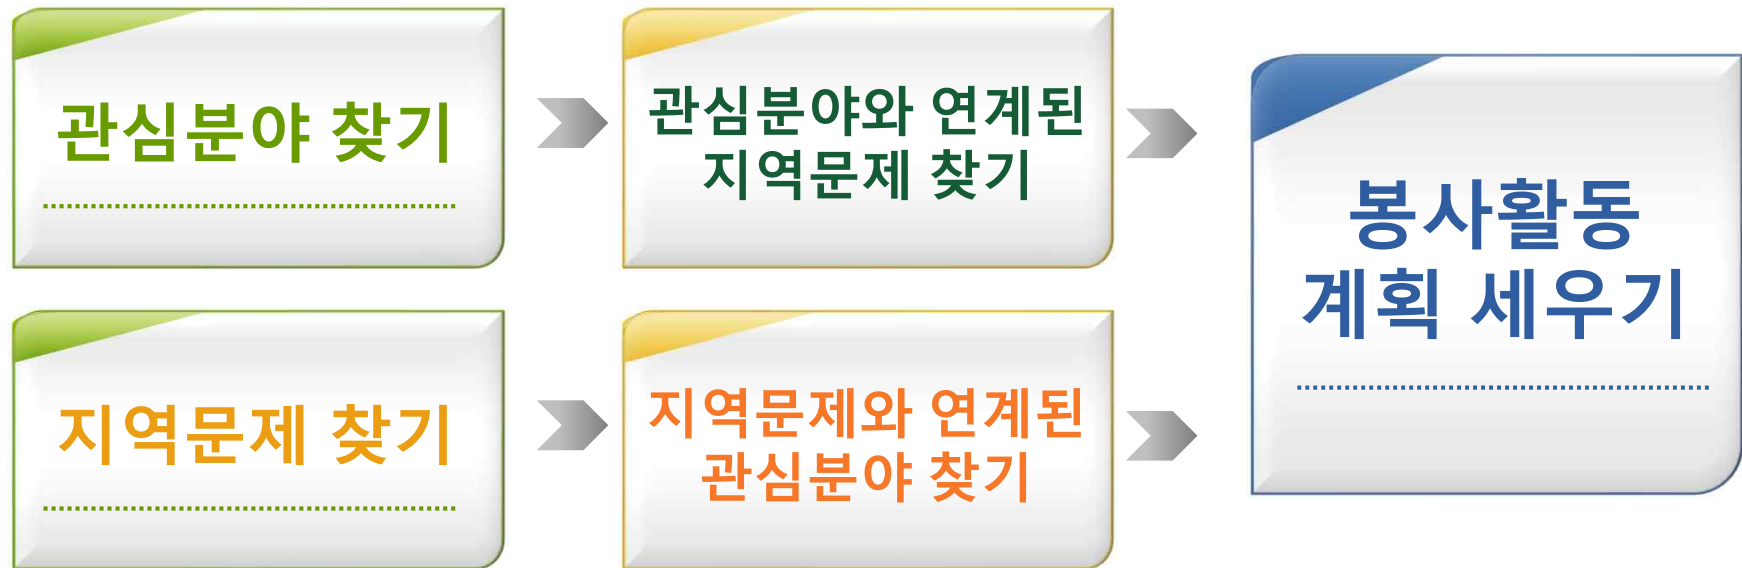 관심분야 찾기
관심분야와 연계된
지역문제 찾기
지역문제 찾기
지역문제와 연계된
관심분야 찾기
봉사활동
계획 세우기